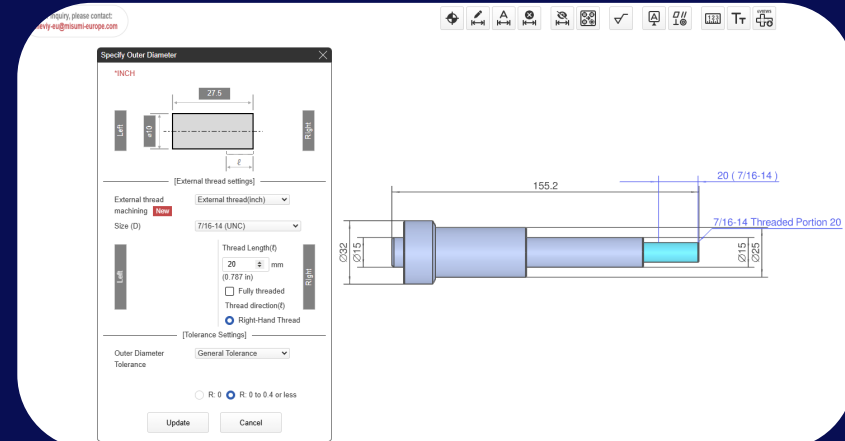 inquiry, please contact:
eviy-eu@misumi-europe.com
Specify Outer Diameter
*INCH
27.5
Left
ø10
Right
ℓ
[External thread settings]
External thread machining New
External thread(inch)
Size (D)
7/16-14 (UNC)
Left
Thread Length(ℓ)
20 mm
(0.787 in)
Fully threaded
Thread direction(ℓ)
Right-Hand Thread
Right
[Tolerance Settings]
Outer Diameter Tolerance
General Tolerance
R: 0 R: 0 to 0.4 or less
Update Cancel
155.2
20 ( 7/16-14 )
7/16-14 Threaded Portion 20
∅32
∅15
∅15
∅25